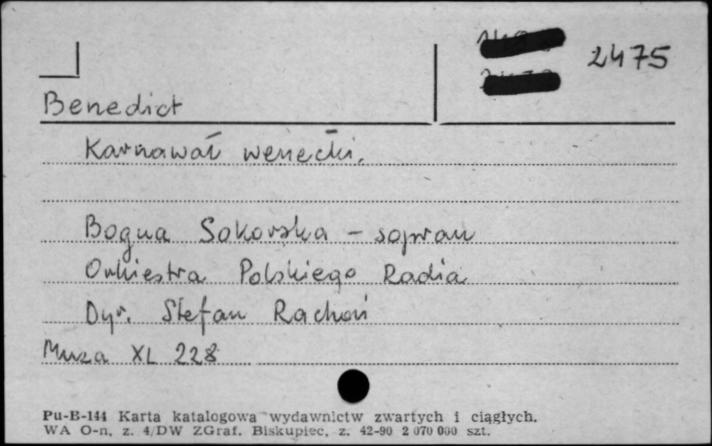 2475
Benedict
Karnawał wenecki.
Bogna Sokorska - sopran
Orkiestra Polskiego Radia
Dyr. Stefan Rachoń
Muza XL 228
Pu-B-144 Karta katalogowa wydawnictw zwartych i ciągłych.
WA O-n, z. 4/DW ZGraf. Biskupiec, z. 42-90 2 070 000 szt.